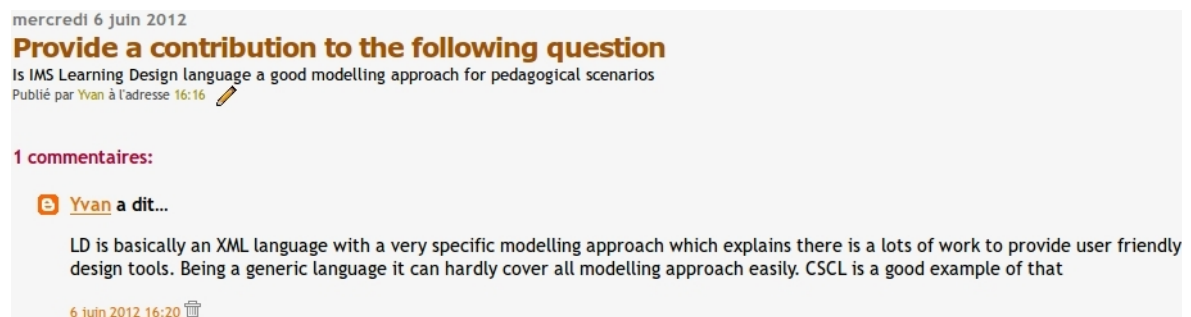 mercredi 6 juin 2012
Provide a contribution to the following question
Is IMS Learning Design language a good modelling approach for pedagogical scenarios
Publié par Yvan à l'adresse 16:16
1 commentaires:
Yvan a dit...
LD is basically an XML language with a very specific modelling approach which explains there is a lots of work to provide user friendly
design tools. Being a generic language it can hardly cover all modelling approach easily. CSCL is a good example of that
6 juin 2012 16:20